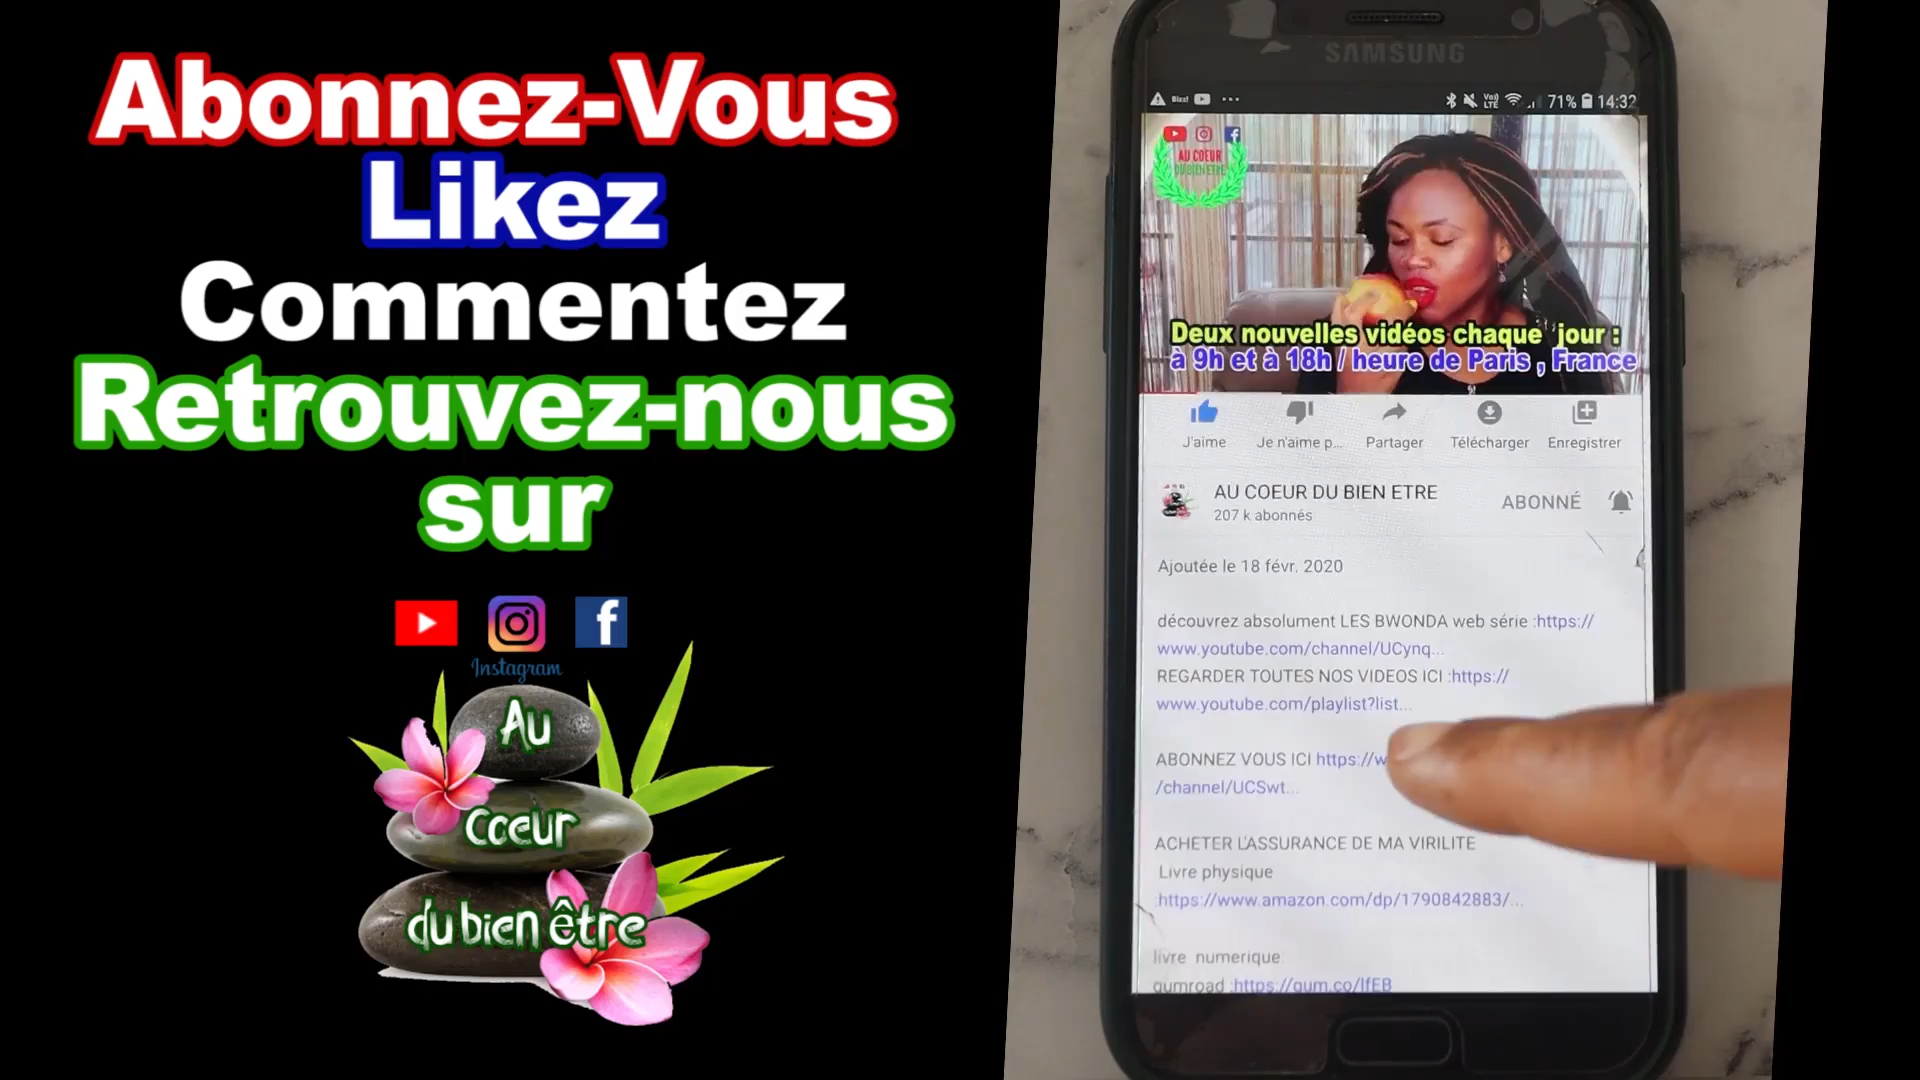 Abonnez-Vous
Likez
Commentez
Retrouvez-nous
sur
Instagram
Au
Coeur
du bien être
SAMSUNG
71% 14:32
AU COEUR
DU BIEN ETRE
Deux nouvelles vidéos chaque jour :
à 9h et à 18h / heure de Paris , France
J'aime
Je n'aime p...
Partager
Télécharger
Enregistrer
AU COEUR DU BIEN ETRE
207 k abonnés
ABONNÉ
Ajoutée le 18 févr. 2020
découvrez absolument LES BWONDA web série :https://
www.youtube.com/channel/UCynq...
REGARDER TOUTES NOS VIDEOS ICI :https://
www.youtube.com/playlist?list...
ABONNEZ VOUS ICI https://w
/channel/UCSwt...
ACHETER L'ASSURANCE DE MA VIRILITE
Livre physique
:https://www.amazon.com/dp/1790842883/...
livre numerique
gumroad :https://gum.co/IfEB